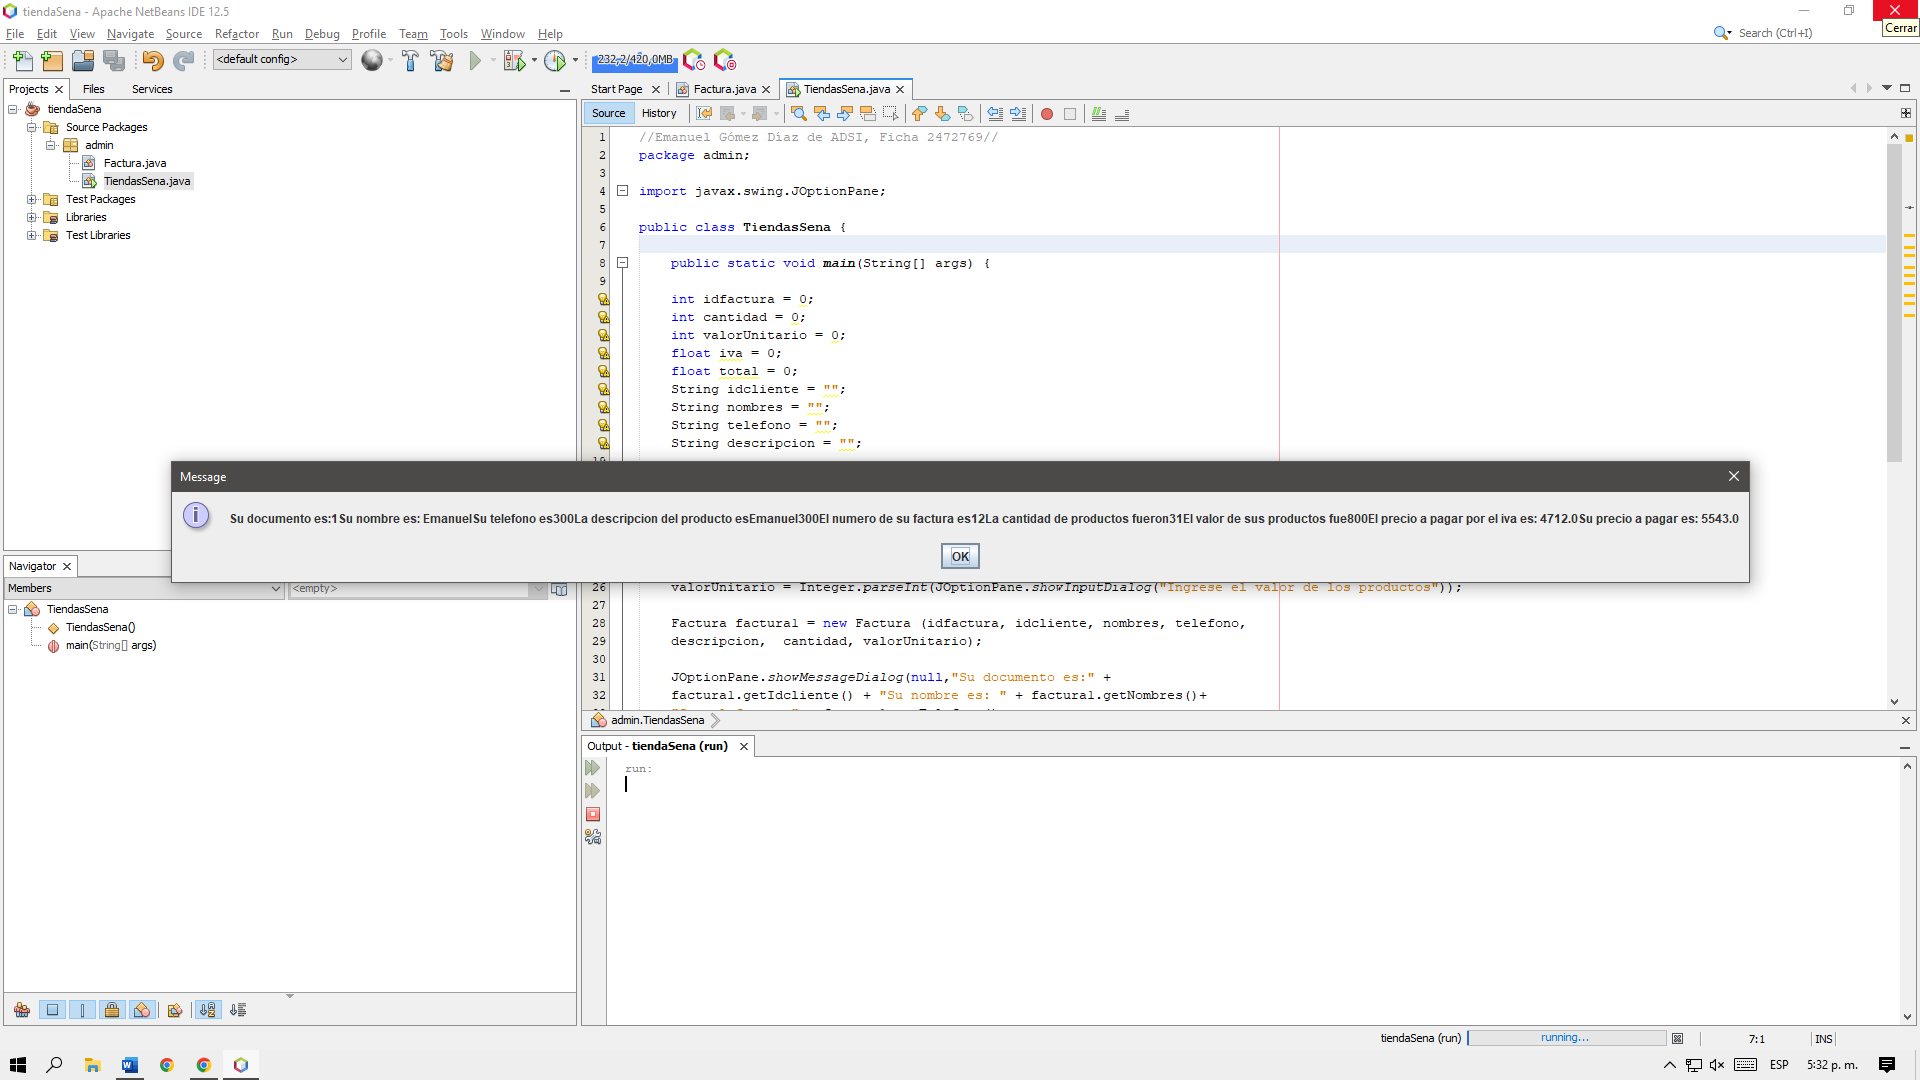 tiendaSena - Apache NetBeans IDE 12.5
Cerrar
File Edit View Navigate Source Refactor Run Debug Profile Team Tools Window Help
Search (Ctrl+I)
<default config>
232,2/420,0MB
Projects Files Services
tiendaSena
Source Packages
admin
Factura.java
TiendasSena.java
Test Packages
Libraries
Test Libraries
Start Page Factura.java TiendasSena.java
Source History
1 //Emanuel Gómez Díaz de ADSI, Ficha 2472769//
2 package admin;
3
4 import javax.swing.JOptionPane;
5
6 public class TiendasSena {
7
8 public static void main(String[] args) {
9
int idfactura = 0;
int cantidad = 0;
int valorUnitario = 0;
float iva = 0;
float total = 0;
String idcliente = "";
String nombres = "";
String telefono = "";
String descripcion = "";
Message
Su documento es:1Su nombre es: EmanuelSu telefono es300La descripcion del producto esEmanuel300El numero de su factura es12La cantidad de productos fueron31El valor de sus productos fue800El precio a pagar por el iva es: 4712.0Su precio a pagar es: 5543.0
OK
26 valorUnitario = Integer.parseInt(JOptionPane.showInputDialog("Ingrese el valor de los productos"));
27
28 Factura factura1 = new Factura (idfactura, idcliente, nombres, telefono,
29 descripcion, cantidad, valorUnitario);
30
31 JOptionPane.showMessageDialog(null,"Su documento es:" +
32 factura1.getIdcliente() + "Su nombre es: " + factura1.getNombres()+
admin.TiendasSena
Navigator
Members
<empty>
TiendasSena
TiendasSena()
main(String[] args)
Output - tiendaSena (run)
run:
tiendaSena (run)
running...
7:1
INS
ESP
5:32 p. m.